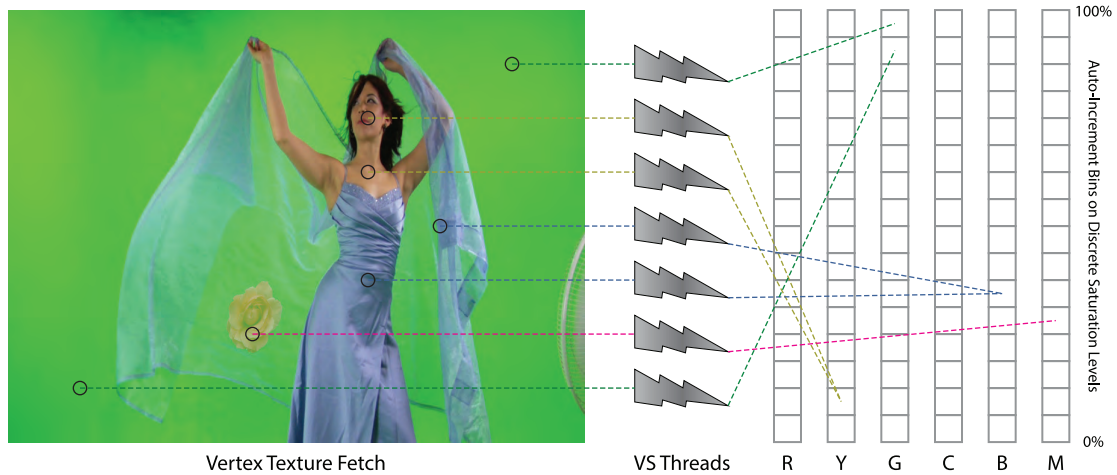 100%
Auto-Increment Bins on Discrete Saturation Levels
0%
Vertex Texture Fetch
VS Threads
R Y G C B M